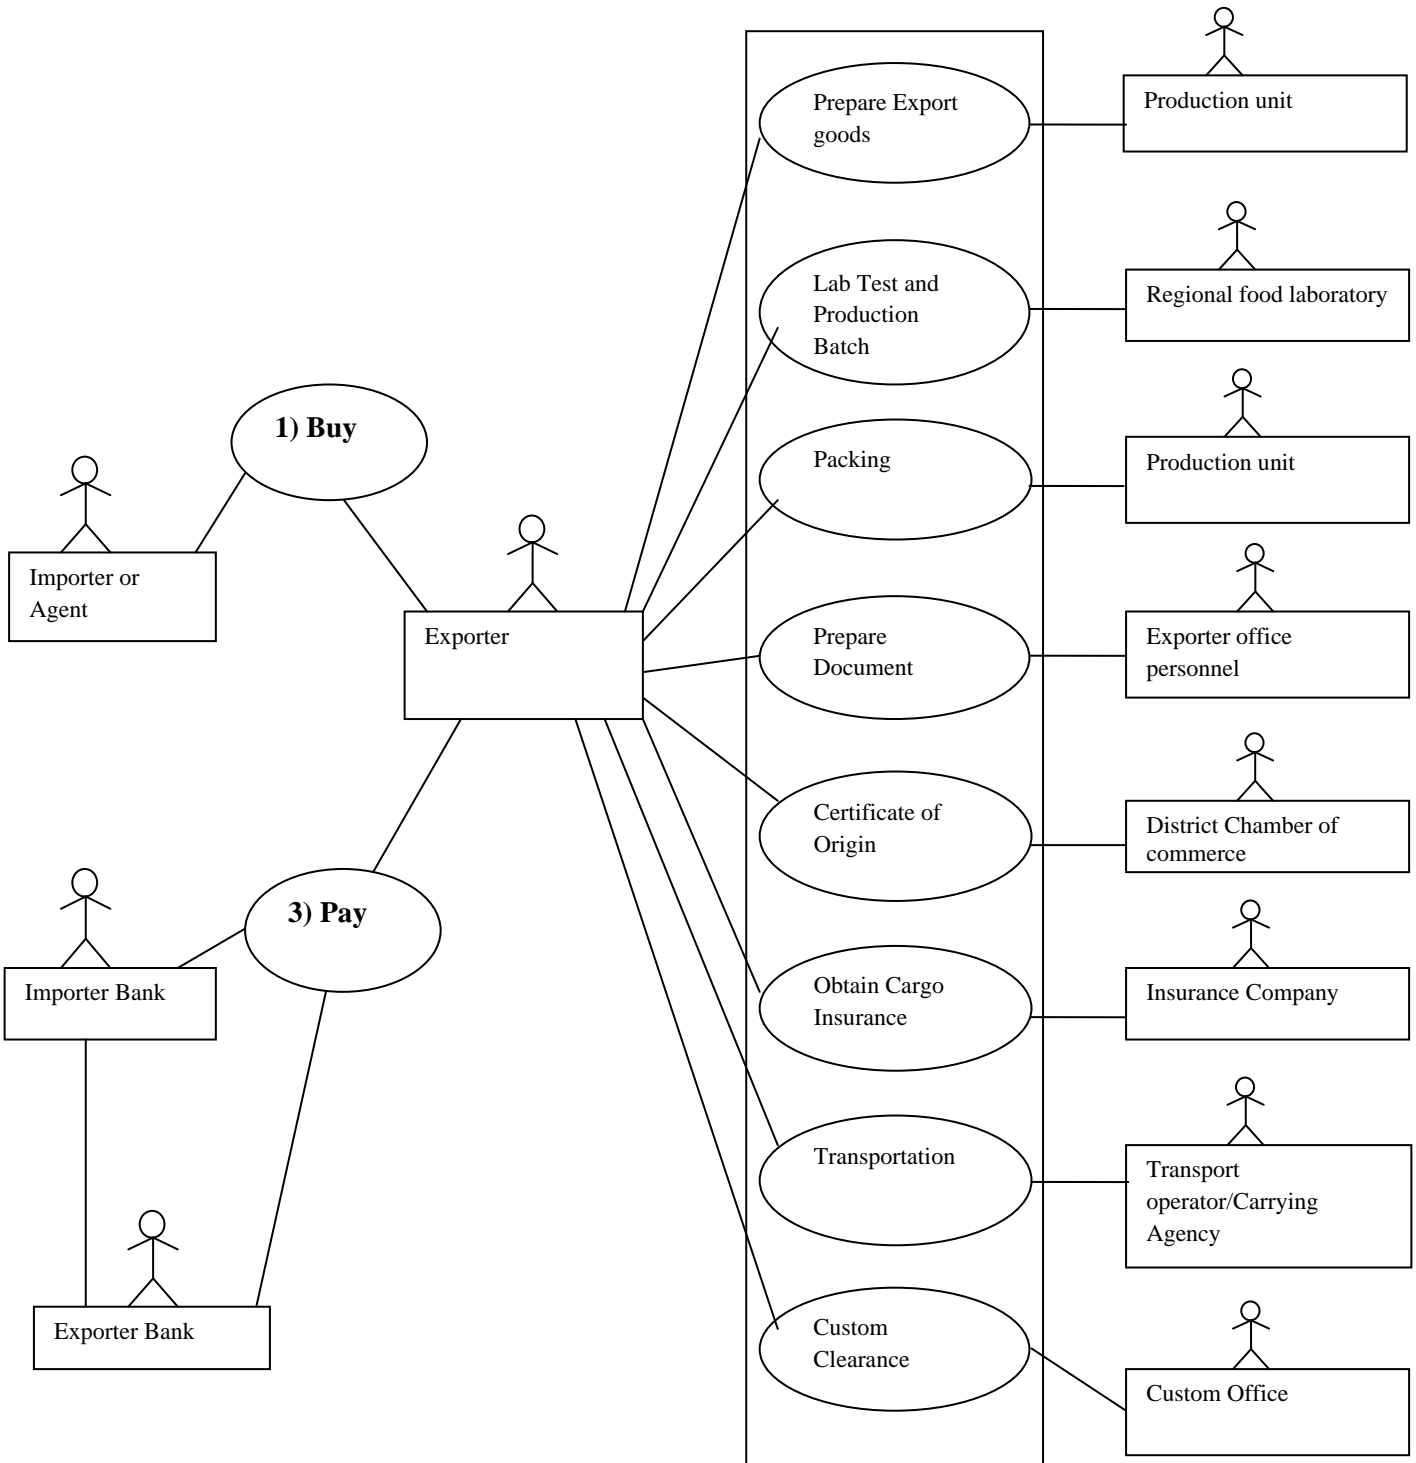 Prepare Export
goods
Production unit
Lab Test and
Production
Batch
Regional food laboratory
1) Buy
Packing
Production unit
Importer or
Agent
Exporter
Prepare
Document
Exporter office
personnel
Certificate of
Origin
District Chamber of
commerce
3) Pay
Importer Bank
Obtain Cargo
Insurance
Insurance Company
Transportation
Transport
operator/Carrying
Agency
Exporter Bank
Custom
Clearance
Custom Office